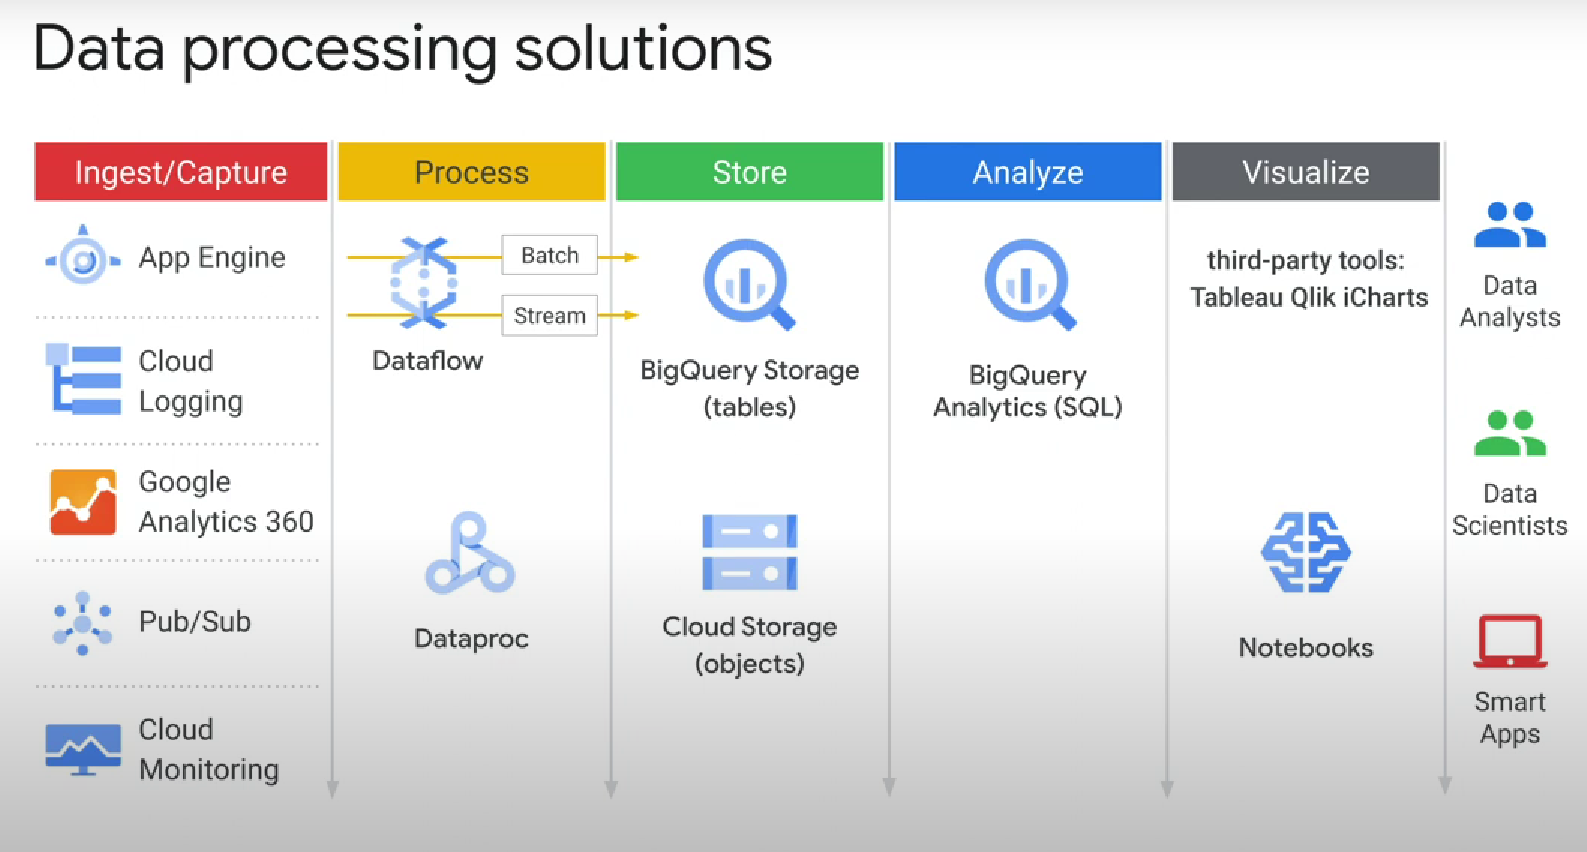 Data processing solutions
Ingest/Capture
Process
Store
Analyze
Visualize
App Engine
Cloud
Logging
Google
Analytics 360
Pub/Sub
Cloud
Monitoring
Batch
Stream
Dataflow
Dataproc
BigQuery Storage
(tables)
Cloud Storage
(objects)
BigQuery
Analytics (SQL)
third-party tools:
Tableau Qlik iCharts
Notebooks
Data
Analysts
Data
Scientists
Smart
Apps